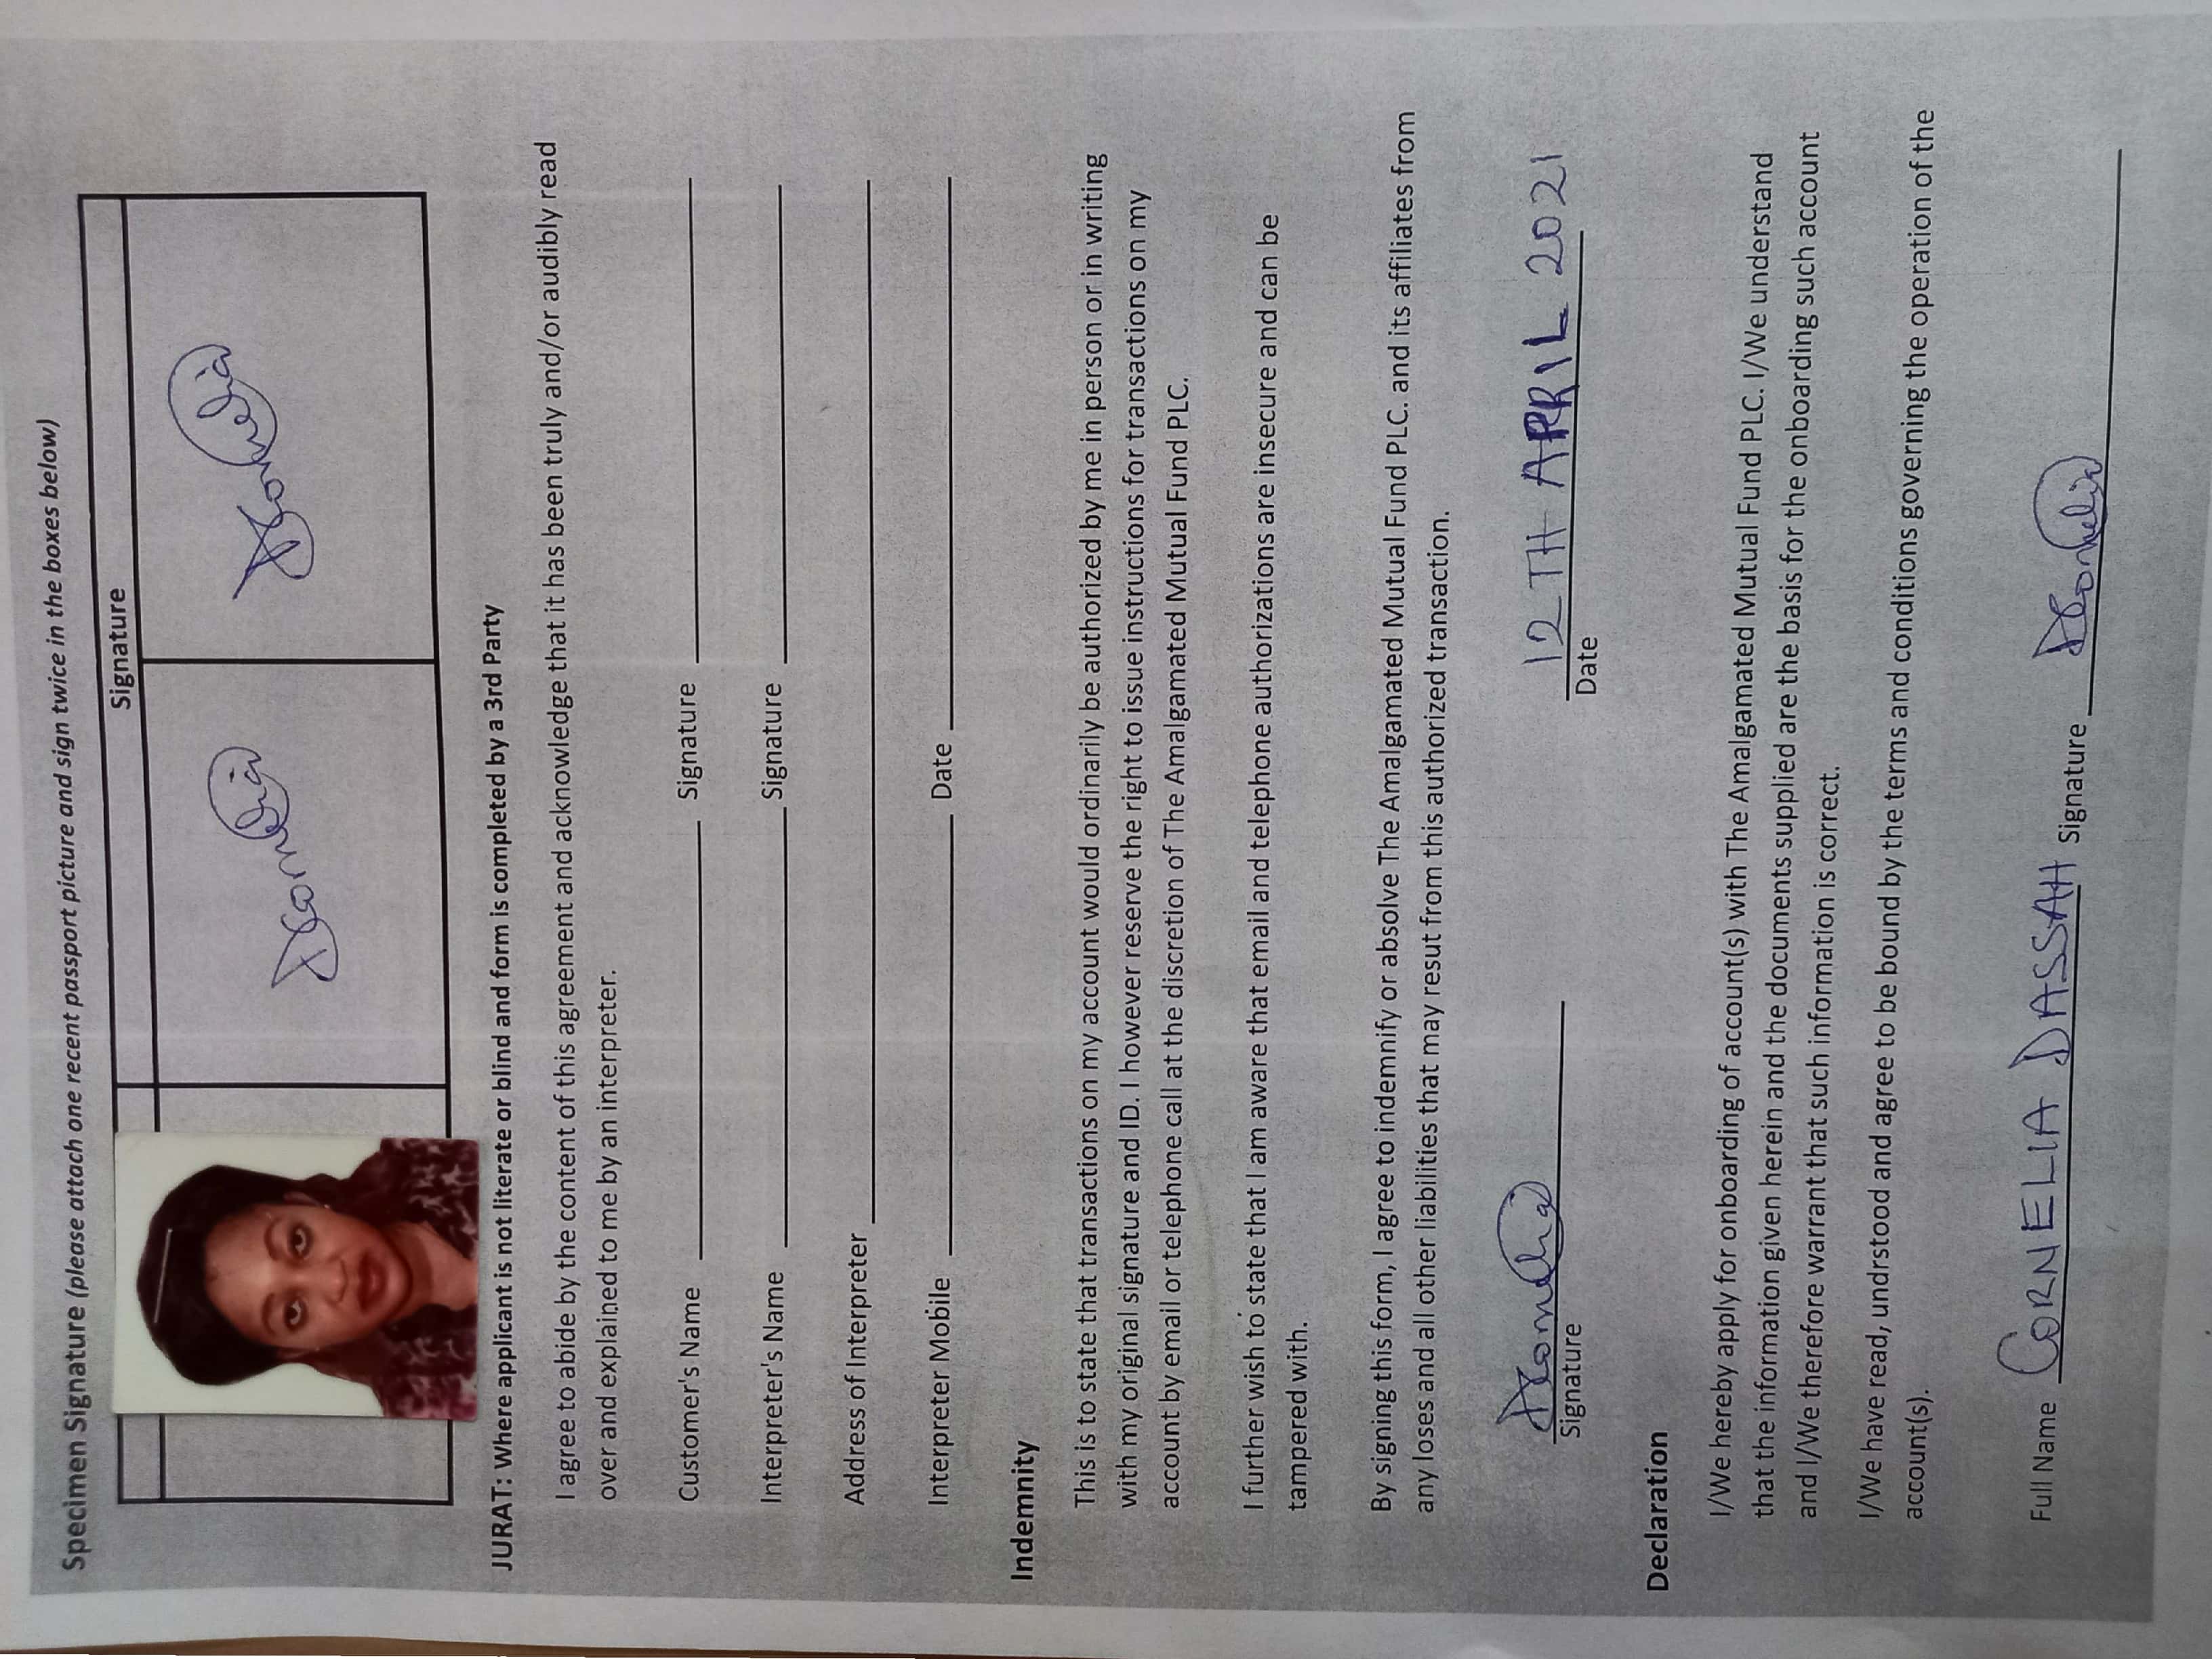 Specimen Signature (please attach one recent passport picture and sign twice in the boxes below)
Signature
DCornelia DCornelia
JURAT: Where applicant is not literate or blind and form is completed by a 3rd Party
I agree to abide by the content of this agreement and acknowledge that it has been truly and/or audibly read
over and explained to me by an interpreter.
Customer's Name Signature
Interpreter's Name Signature
Address of Interpreter
Interpreter Mobile Date
Indemnity
This is to state that transactions on my account would ordinarily be authorized by me in person or in writing
with my original signature and ID. I however reserve the right to issue instructions for transactions on my
account by email or telephone call at the discretion of The Amalgamated Mutual Fund PLC.
I further wish to state that I am aware that email and telephone authorizations are insecure and can be
tampered with.
By signing this form, I agree to indemnify or absolve The Amalgamated Mutual Fund PLC. and its affiliates from
any loses and all other liabilities that may resut from this authorized transaction.
DCornelia 12TH APRIL 2021
Signature Date
Declaration
I/We hereby apply for onboarding of account(s) with The Amalgamated Mutual Fund PLC. I/We understand
that the information given herein and the documents supplied are the basis for the onboarding such account
and I/We therefore warrant that such information is correct.
I/We have read, undrstood and agree to be bound by the terms and conditions governing the operation of the
account(s).
Full Name CORNELIA DASSAH Signature DCornelia